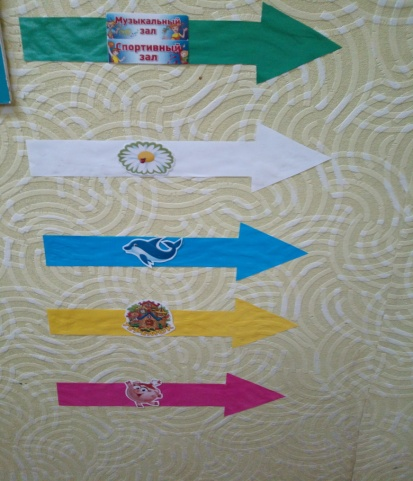 Музыкальный
зал
Спортивный
зал